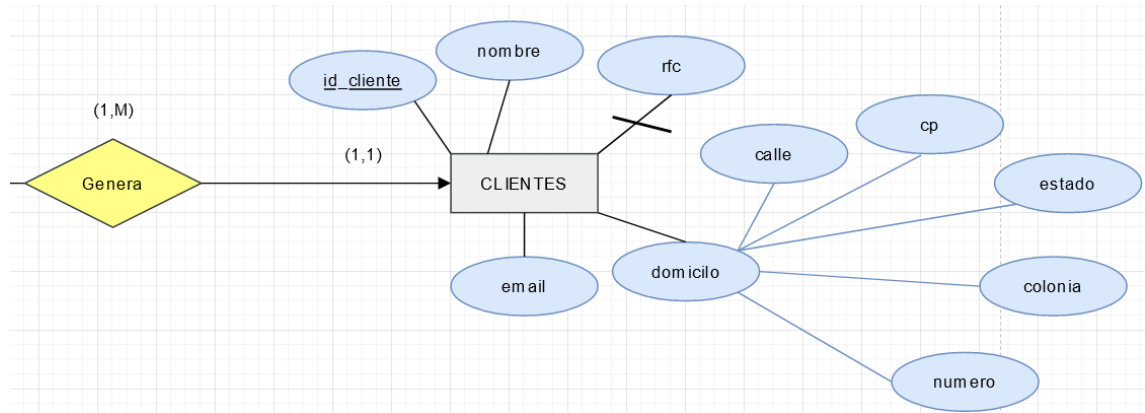 nombre
rfc
id_cliente
(1,M)
cp
(1,1)
calle
Genera
CLIENTES
estado
domicilo
email
colonia
numero